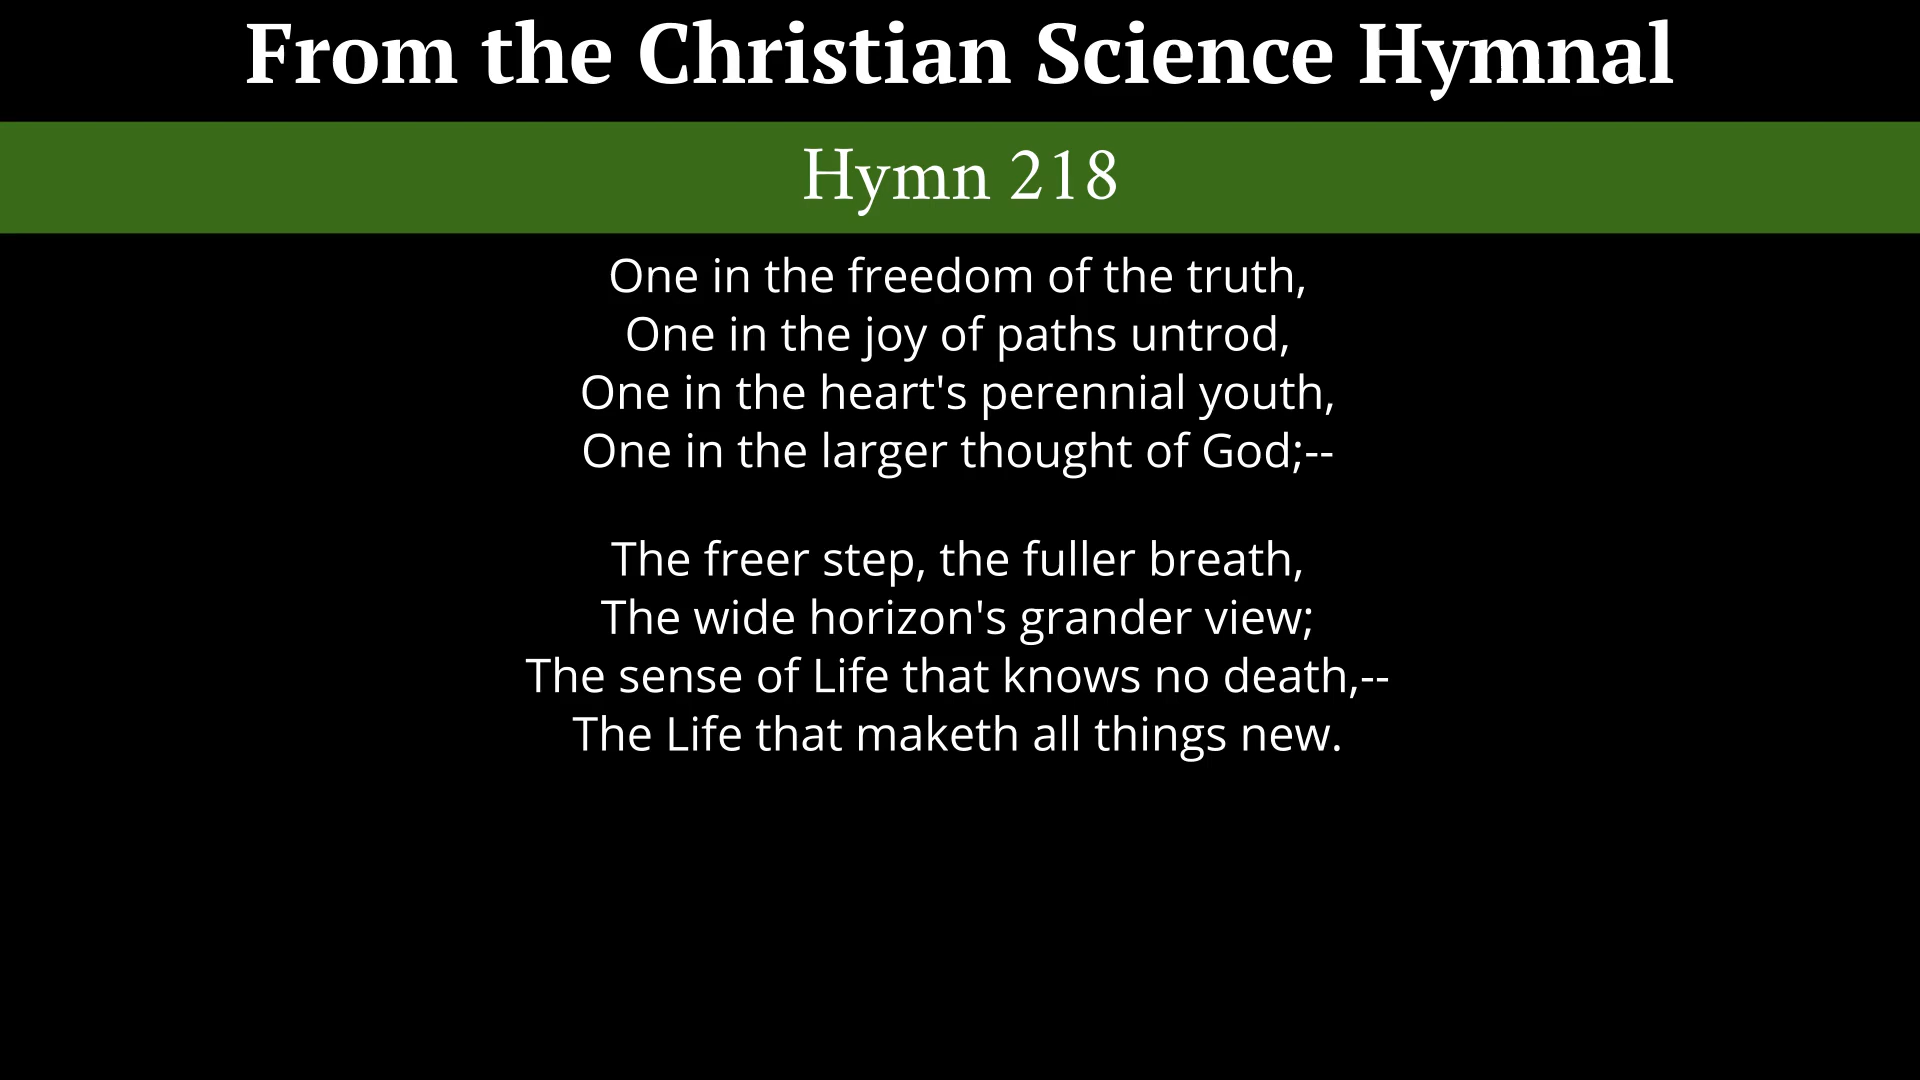 From the Christian Science Hymnal
Hymn 218
One in the freedom of the truth,
One in the joy of paths untrod,
One in the heart's perennial youth,
One in the larger thought of God;--
The freer step, the fuller breath,
The wide horizon's grander view;
The sense of Life that knows no death,--
The Life that maketh all things new.